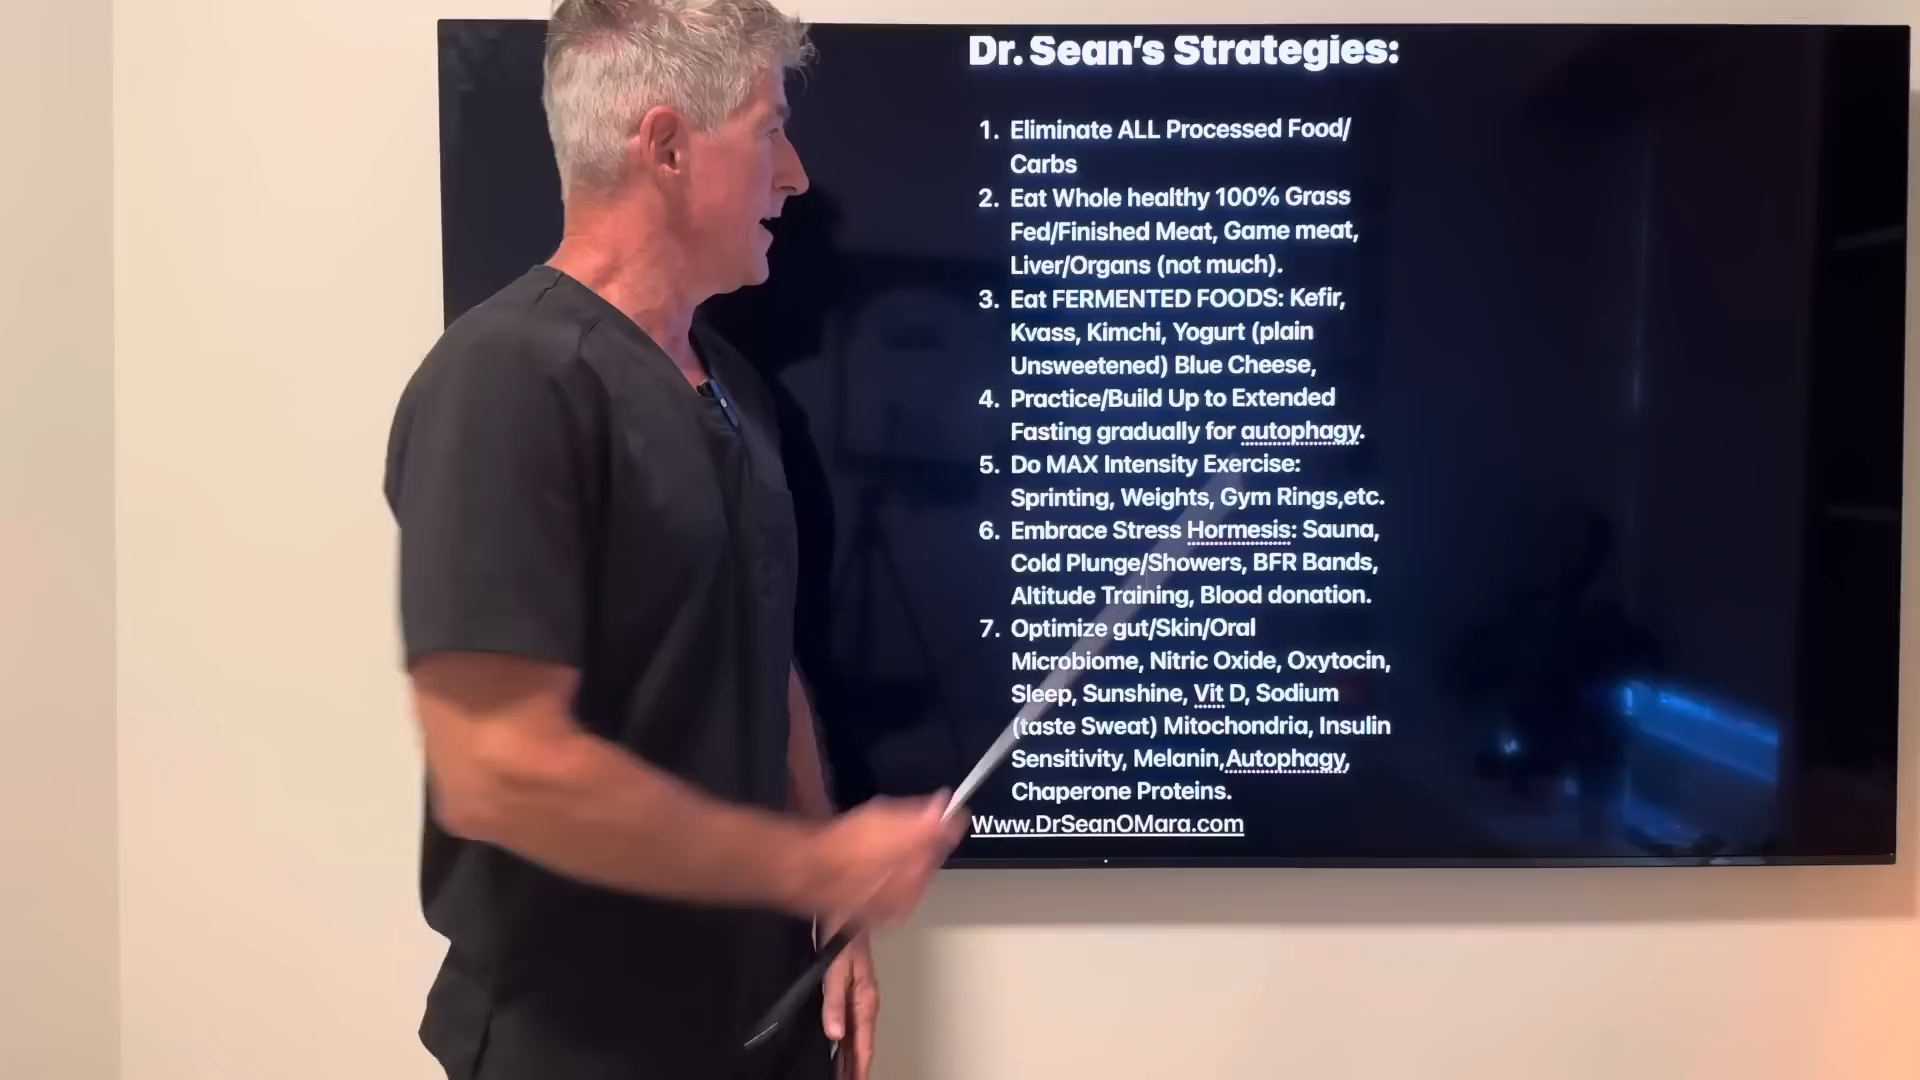 Dr. Sean's Strategies:
1. Eliminate ALL Processed Food/
Carbs
2. Eat Whole healthy 100% Grass
Fed/Finished Meat, Game meat,
Liver/Organs (not much).
3. Eat FERMENTED FOODS: Kefir,
Kvass, Kimchi, Yogurt (plain
Unsweetened) Blue Cheese,
4. Practice/Build Up to Extended
Fasting gradually for autophagy.
5. Do MAX Intensity Exercise:
Sprinting, Weights, Gym Rings,etc.
6. Embrace Stress Hormesis: Sauna,
Cold Plunge/Showers, BFR Bands,
Altitude Training, Blood donation.
7. Optimize gut/Skin/Oral
Microbiome, Nitric Oxide, Oxytocin,
Sleep, Sunshine, Vit D, Sodium
(taste Sweat) Mitochondria, Insulin
Sensitivity, Melanin,Autophagy,
Chaperone Proteins.
Www.DrSeanOMara.com